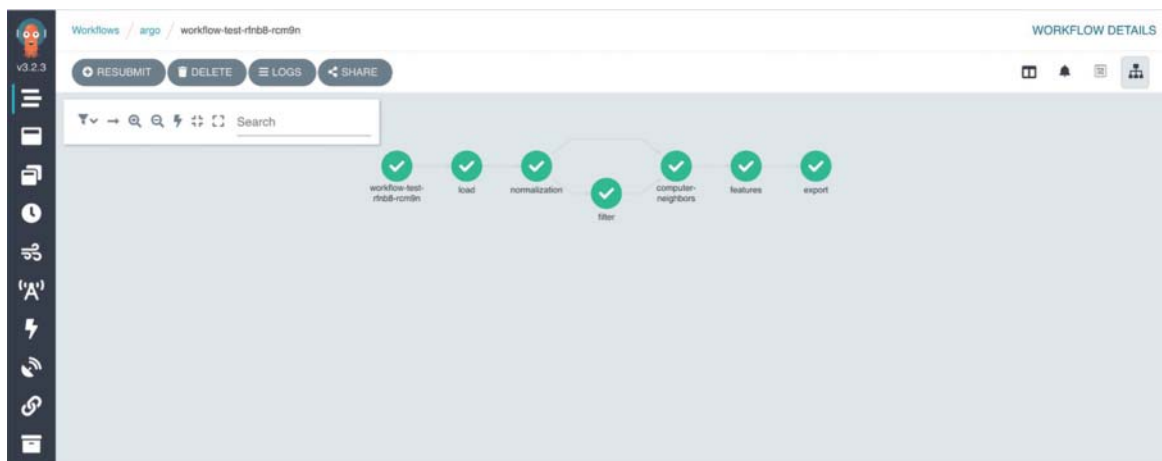 Workflows / argo / workflow-test-rfnb8-rcm9n
WORKFLOW DETAILS
v3.2.3
RESUBMIT DELETE LOGS SHARE
Search
workflow-test-
rfnb8-rcm9n
load
normalization
filter
computer-
neighbors
features
export